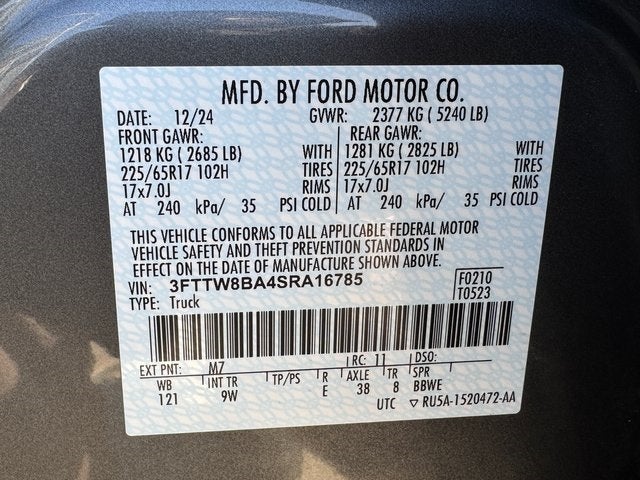 MFD. BY FORD MOTOR CO.
DATE: 12/24 GVWR: 2377 KG ( 5240 LB)
FRONT GAWR: REAR GAWR:
1218 KG ( 2685 LB) WITH 1281 KG ( 2825 LB) WITH
225/65R17 102H TIRES 225/65R17 102H TIRES
17x7.0J RIMS 17x7.0J RIMS
AT 240 kPa/ 35 PSI COLD AT 240 kPa/ 35 PSI COLD
THIS VEHICLE CONFORMS TO ALL APPLICABLE FEDERAL MOTOR
VEHICLE SAFETY AND THEFT PREVENTION STANDARDS IN
EFFECT ON THE DATE OF MANUFACTURE SHOWN ABOVE.
VIN: 3FTTW8BA4SRA16785 F0210
TYPE: Truck T0523
EXT PNT: M7 RC: 11 DSO:
WB INT TR TP/PS R AXLE TR SPR
121 9W E 38 8 BBWE
UTC ▽ RU5A-1520472-AA